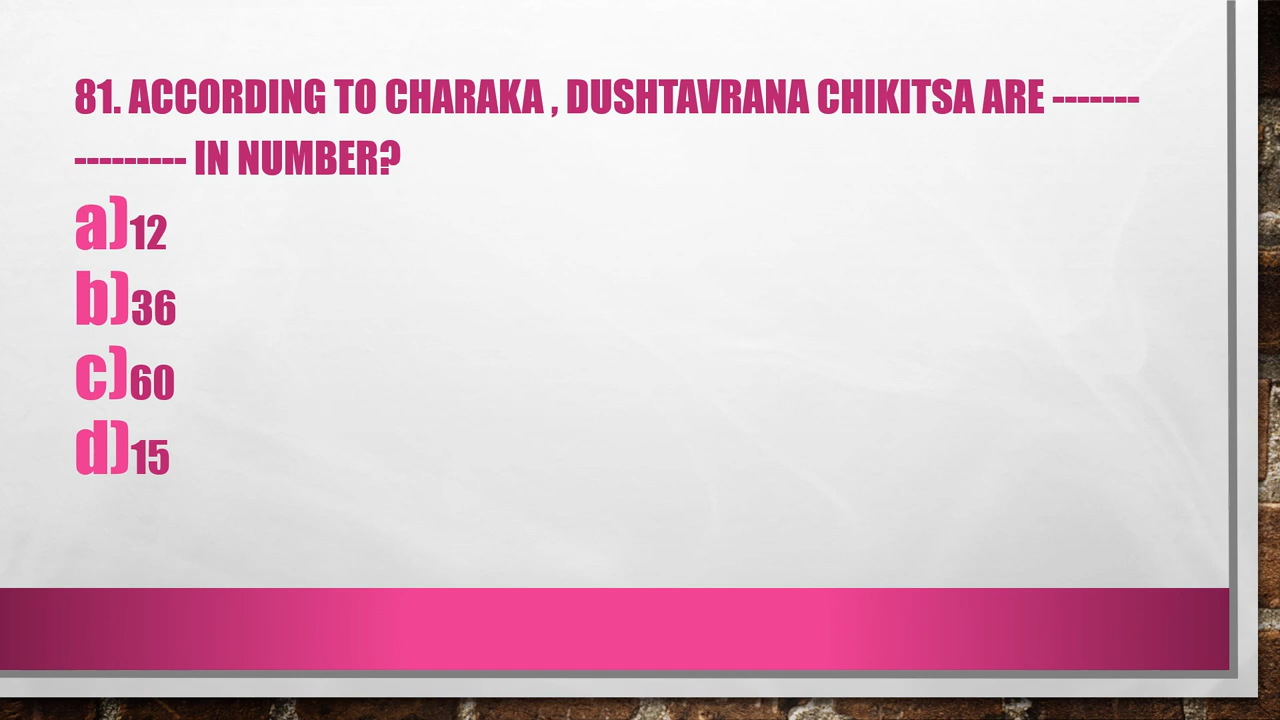 81. ACCORDING TO CHARAKA , DUSHTAVRANA CHIKITSA ARE -------
--------- IN NUMBER?
a)12
b)36
c)60
d)15